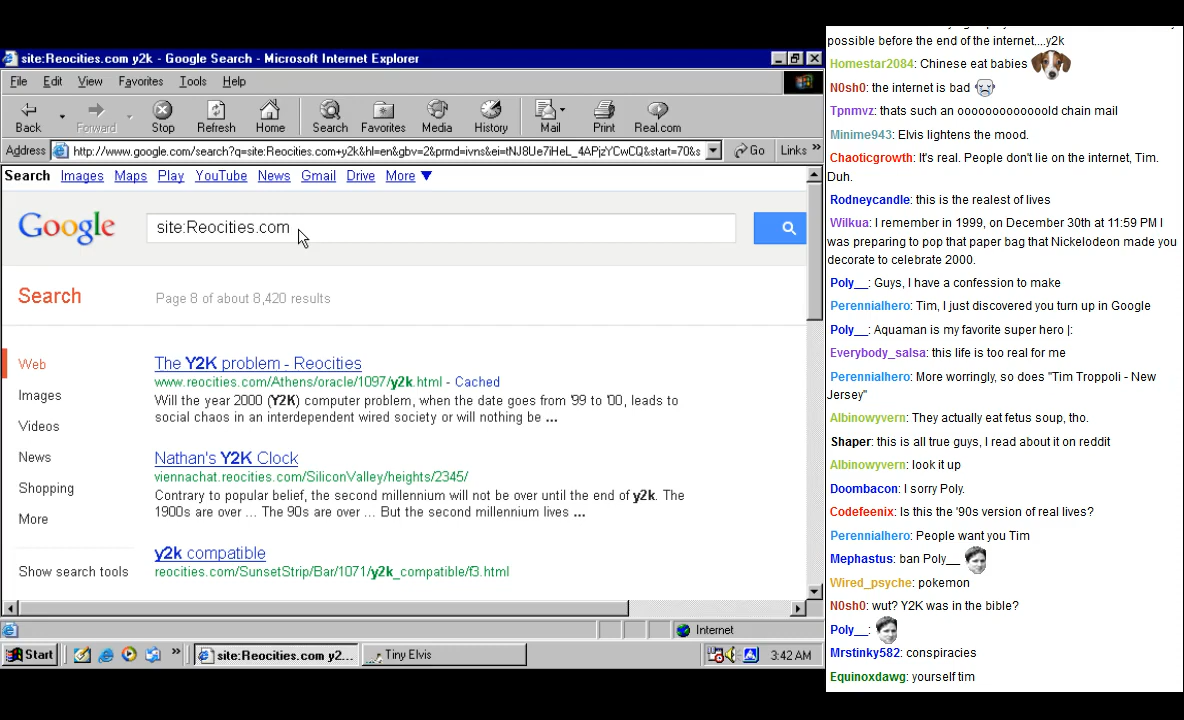 site:Reocities.com y2k - Google Search - Microsoft Internet Explorer
File Edit View Favorites Tools Help
Back Forward Stop Refresh Home Search Favorites Media History Mail Print Real.com
Address http://www.google.com/search?q=site:Reocities.com+y2k&hl=en&gbv=2&prmd=ivns&ei=tNJ8Ue7iHeL_4APjzYCwCQ&start=70&s Go Links »
Search Images Maps Play YouTube News Gmail Drive More ▼
Google site:Reocities.com
Search Page 8 of about 8,420 results
Web
Images
Videos
News
Shopping
More
Show search tools
The Y2K problem - Reocities
www.reocities.com/Athens/oracle/1097/y2k.html - Cached
Will the year 2000 (Y2K) computer problem, when the date goes from '99 to '00, leads to
social chaos in an interdependent wired society or will nothing be ...
Nathan's Y2K Clock
viennachat.reocities.com/SiliconValley/heights/2345/
Contrary to popular belief, the second millennium will not be over until the end of y2k. The
1900s are over ... The 90s are over ... But the second millennium lives ...
y2k compatible
reocities.com/SunsetStrip/Bar/1071/y2k_compatible/f3.html
Internet
Start » site:Reocities.com y2... Tiny Elvis 3:42 AM
possible before the end of the internet....y2k
Homestar2084: Chinese eat babies
N0sh0: the internet is bad
Tpnmvz: thats such an oooooooooooold chain mail
Minime943: Elvis lightens the mood.
Chaoticgrowth: It's real. People don't lie on the internet, Tim.
Duh.
Rodneycandle: this is the realest of lives
Wilkua: I remember in 1999, on December 30th at 11:59 PM I
was preparing to pop that paper bag that Nickelodeon made you
decorate to celebrate 2000.
Poly__: Guys, I have a confession to make
Perennialhero: Tim, I just discovered you turn up in Google
Poly__: Aquaman is my favorite super hero |:
Everybody_salsa: this life is too real for me
Perennialhero: More worringly, so does "Tim Troppoli - New
Jersey"
Albinowyvern: They actually eat fetus soup, tho.
Shaper: this is all true guys, I read about it on reddit
Albinowyvern: look it up
Doombacon: I sorry Poly.
Codefeenix: Is this the '90s version of real lives?
Perennialhero: People want you Tim
Mephastus: ban Poly__
Wired_psyche: pokemon
N0sh0: wut? Y2K was in the bible?
Poly__:
Mrstinky582: conspiracies
Equinoxdawg: yourself tim